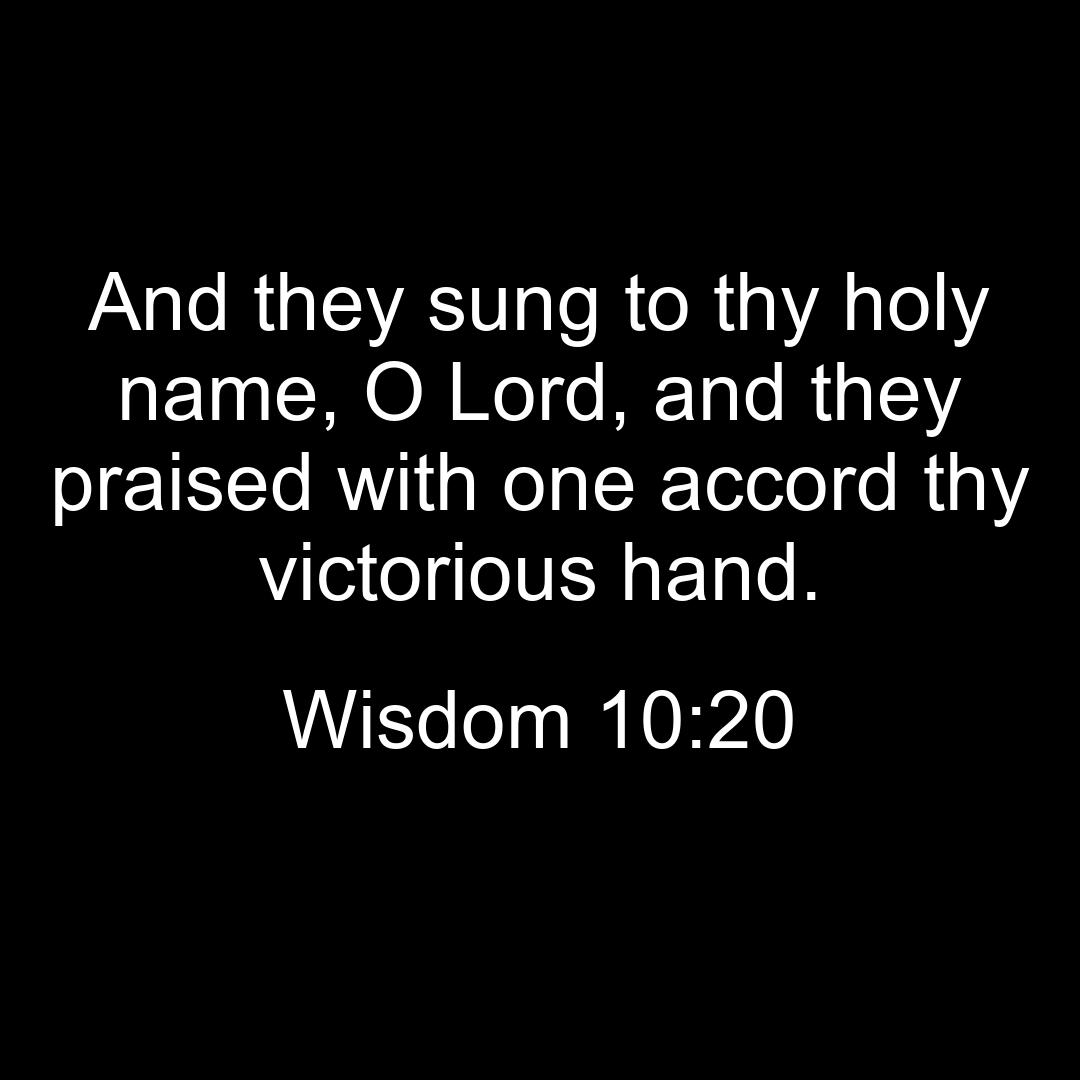 And they sung to thy holy
name, O Lord, and they
praised with one accord thy
victorious hand.
Wisdom 10:20